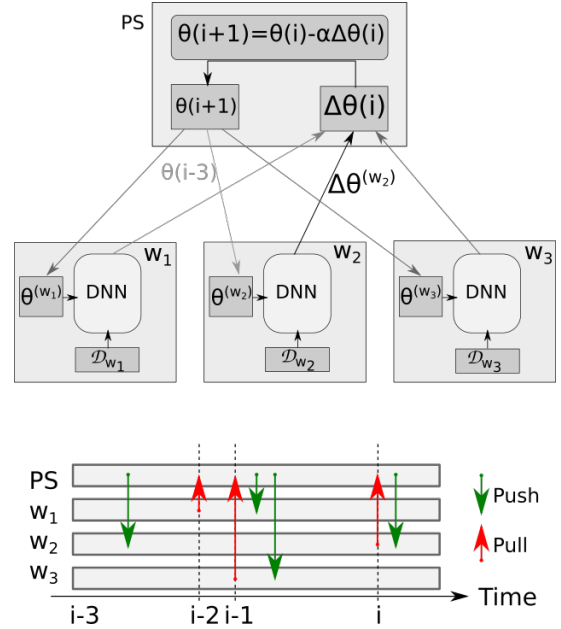 PS
θ(i+1)=θ(i)-αΔθ(i)
θ(i+1)
Δθ(i)
θ(i-3)
Δθ^(w₂)
w₁
w₂
w₃
θ^(w₁)
DNN
θ^(w₂)
DNN
θ^(w₃)
DNN
𝒟_w₁
𝒟_w₂
𝒟_w₃
PS
w₁
w₂
w₃
Push
Pull
Time
i-3
i-2
i-1
i